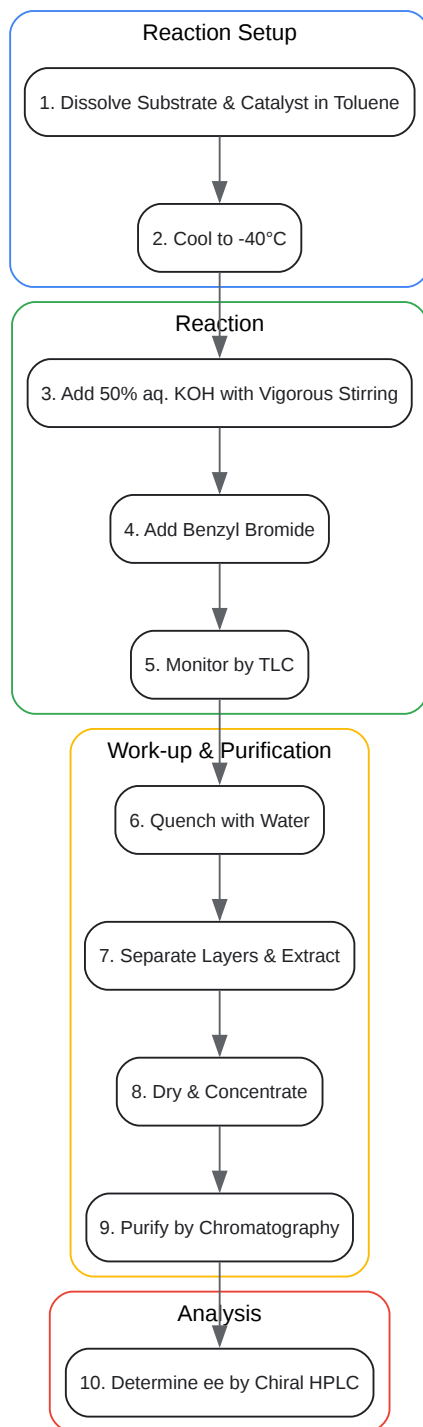 Reaction Setup
1. Dissolve Substrate & Catalyst in Toluene
2. Cool to -40°C
Reaction
3. Add 50% aq. KOH with Vigorous Stirring
4. Add Benzyl Bromide
5. Monitor by TLC
Work-up & Purification
6. Quench with Water
7. Separate Layers & Extract
8. Dry & Concentrate
9. Purify by Chromatography
Analysis
10. Determine ee by Chiral HPLC